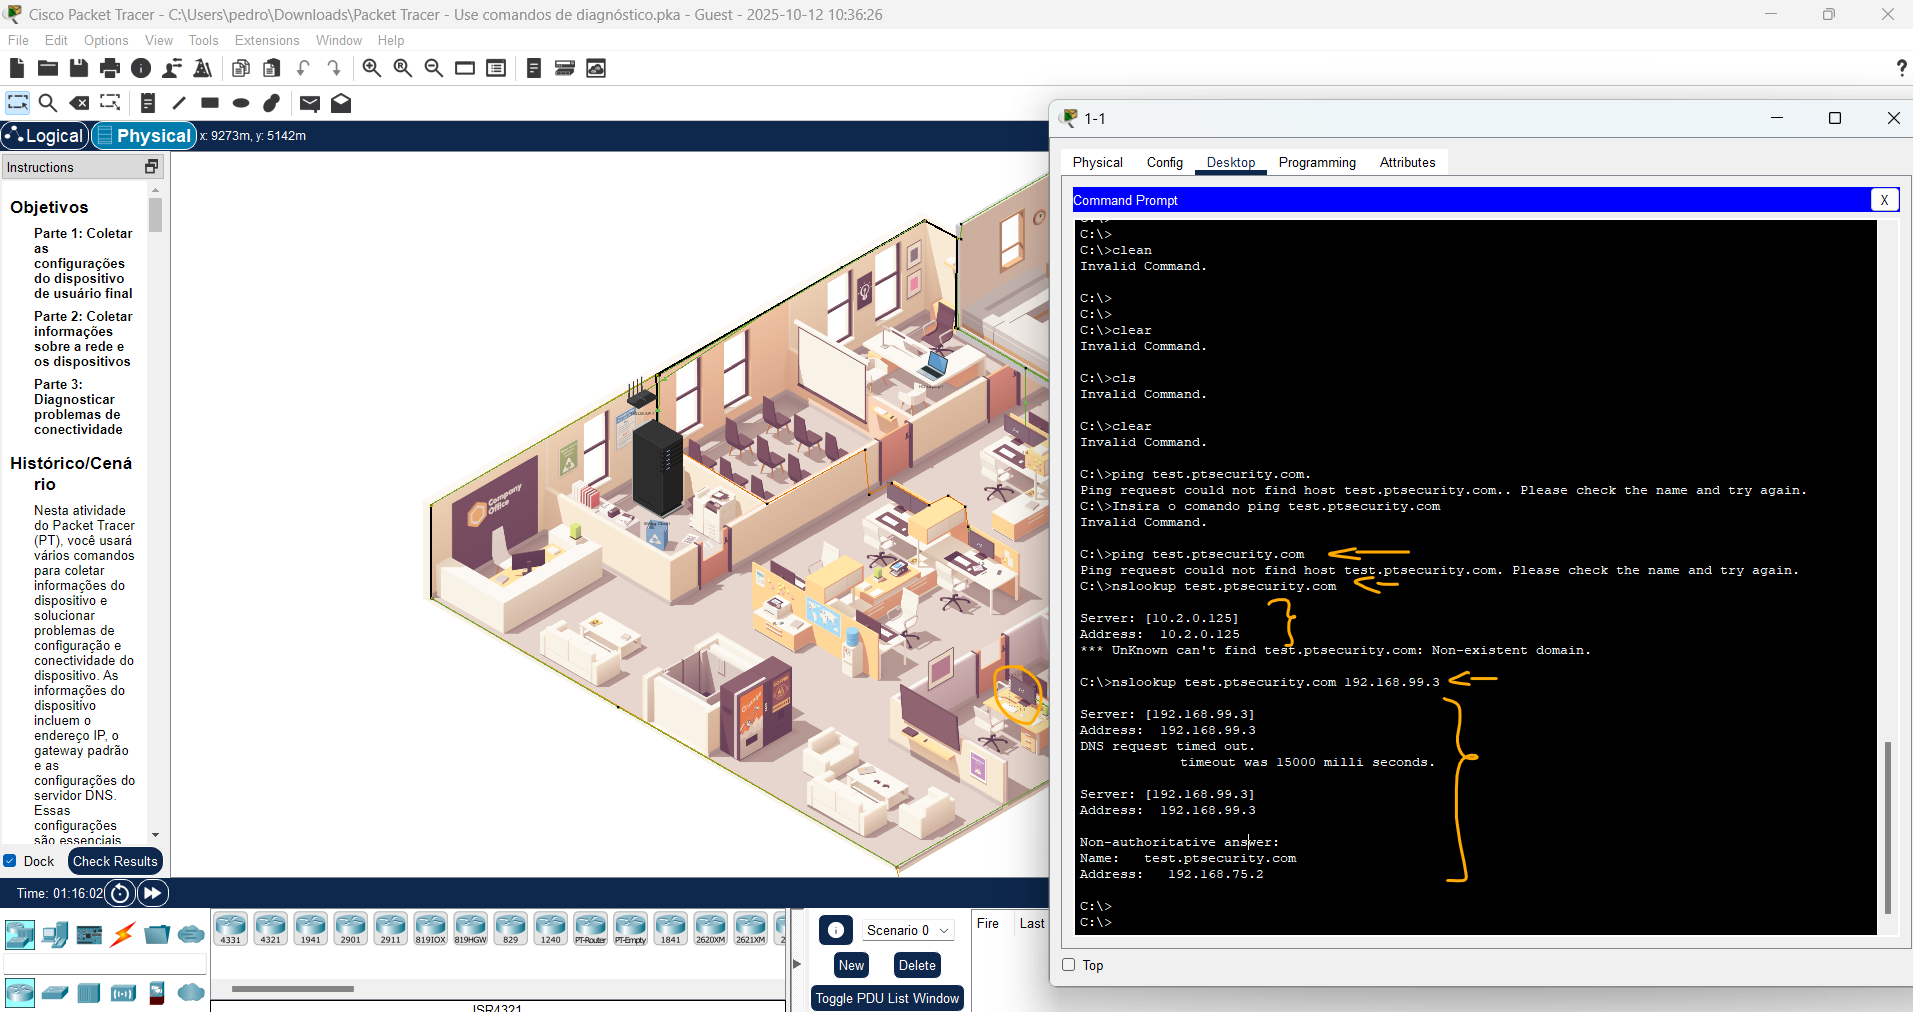 Cisco Packet Tracer - C:\Users\pedro\Downloads\Packet Tracer - Use comandos de diagnóstico.pka - Guest - 2025-10-12 10:36:26
File Edit Options View Tools Extensions Window Help
?
Logical Physical x: 9273m, y: 5142m
Instructions
Objetivos
Parte 1: Coletar
as
configurações
do dispositivo
de usuário final
Parte 2: Coletar
informações
sobre a rede e
os dispositivos
Parte 3:
Diagnosticar
problemas de
conectividade
Histórico/Cená
rio
Nesta atividade
do Packet Tracer
(PT), você usará
vários comandos
para coletar
informações do
dispositivo e
solucionar
problemas de
configuração e
conectividade do
dispositivo. As
informações do
dispositivo
incluem o
endereço IP, o
gateway padrão
e as
configurações do
servidor DNS.
Essas
configurações
são essenciais
Dock Check Results
Time: 01:16:02
Company
Office
4331 4321 1941 2901 2911 819IOX 819HGW 829 1240 PT-Router PT-Empty 1841 2620XM 2621XM
ISR4321
Scenario 0
New Delete
Toggle PDU List Window
Fire Last
1-1
Physical Config Desktop Programming Attributes
Command Prompt X
C:\>
C:\>
C:\>clean
Invalid Command.
C:\>
C:\>
C:\>clear
Invalid Command.
C:\>cls
Invalid Command.
C:\>clear
Invalid Command.
C:\>ping test.ptsecurity.com.
Ping request could not find host test.ptsecurity.com.. Please check the name and try again.
C:\>Insira o comando ping test.ptsecurity.com
Invalid Command.
C:\>ping test.ptsecurity.com
Ping request could not find host test.ptsecurity.com. Please check the name and try again.
C:\>nslookup test.ptsecurity.com
Server: [10.2.0.125]
Address: 10.2.0.125
*** UnKnown can't find test.ptsecurity.com: Non-existent domain.
C:\>nslookup test.ptsecurity.com 192.168.99.3
Server: [192.168.99.3]
Address: 192.168.99.3
DNS request timed out.
timeout was 15000 milli seconds.
Server: [192.168.99.3]
Address: 192.168.99.3
Non-authoritative answer:
Name: test.ptsecurity.com
Address: 192.168.75.2
C:\>
C:\>
Top